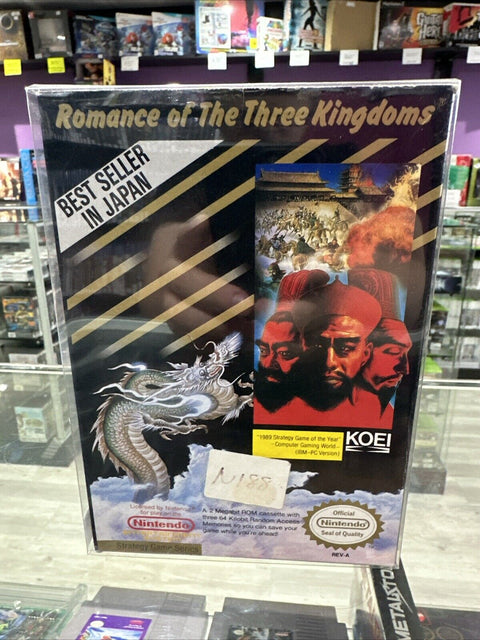 Romance of The Three Kingdoms
BEST SELLER
IN JAPAN
"1989 Strategy Game of the Year"
-Computer Gaming World-
(IBM-PC Version)
KOEI
N188
Licensed by Nintendo
for play on the
Nintendo
A 2 Megabit ROM cassette with
three 64 Kilobit Random Access
Memories so you can save your
game while you're ahead!
Official
Nintendo
Seal of Quality
REV-A
Strategy Game Series
METALSTO